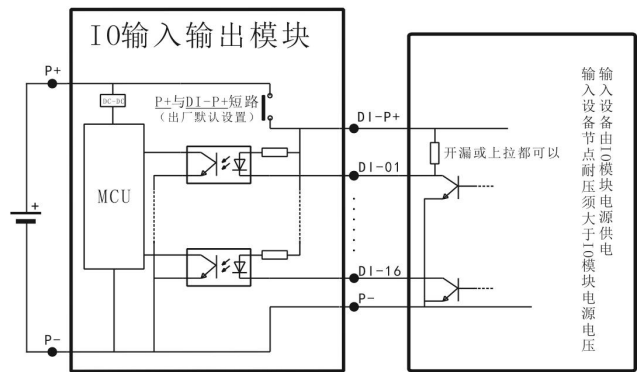 IO输入输出模块
P+
DC-DC
P+与DI-P+短路
(出厂默认设置)
DI-P+
开漏或上拉都可以
DI-01
MCU
+
DI-16
P-
P-
输入设备由IO模块电源供电
输入设备节点耐压须大于IO模块电源电压